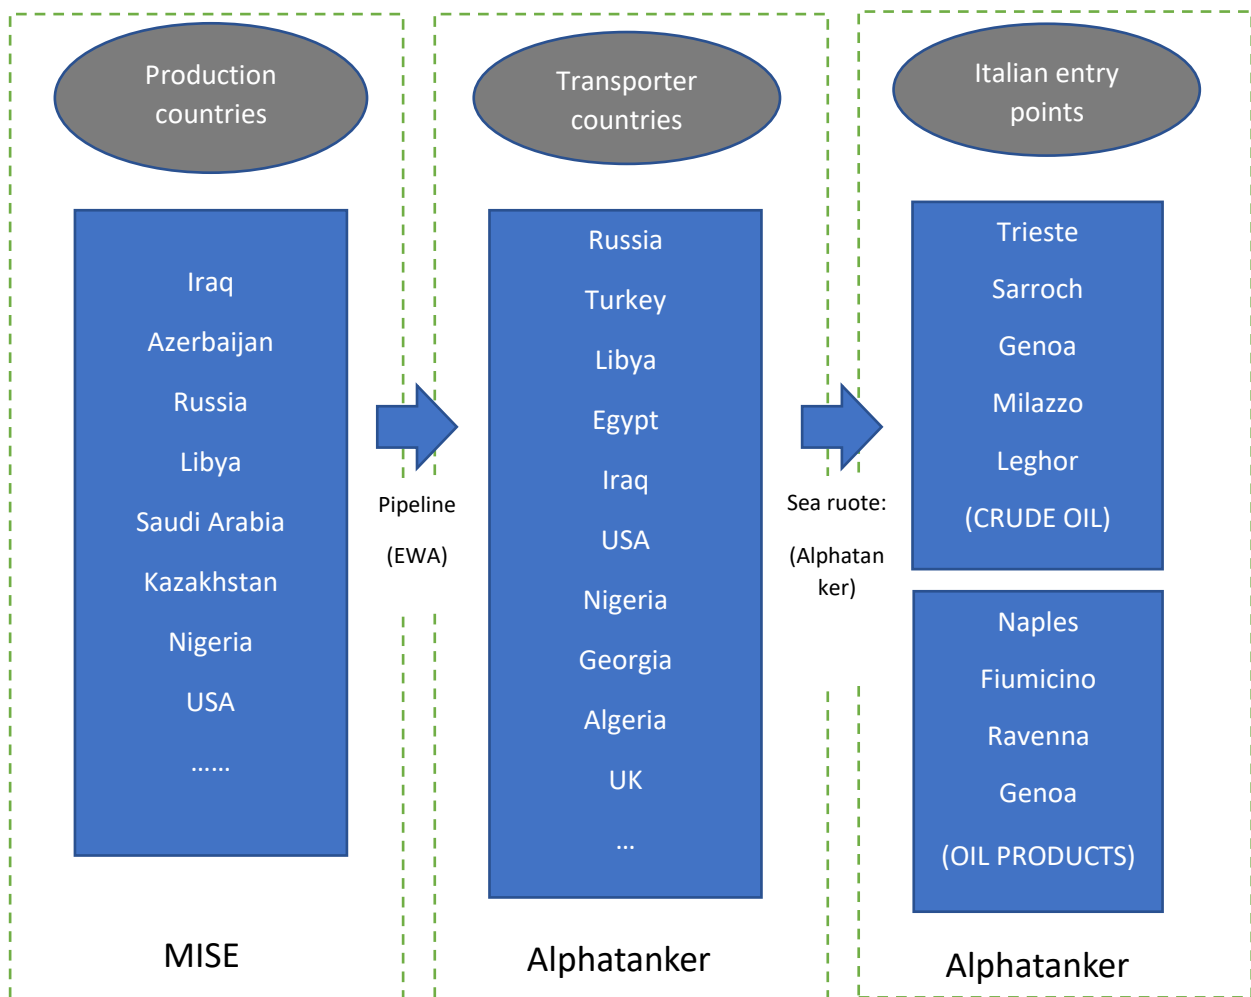 Production
countries
Iraq
Azerbaijan
Russia
Libya
Saudi Arabia
Kazakhstan
Nigeria
USA
......
MISE
Pipeline
(EWA)
Transporter
countries
Russia
Turkey
Libya
Egypt
Iraq
USA
Nigeria
Georgia
Algeria
UK
...
Alphatanker
Sea ruote:
(Alphatan
ker)
Italian entry
points
Trieste
Sarroch
Genoa
Milazzo
Leghor
(CRUDE OIL)
Naples
Fiumicino
Ravenna
Genoa
(OIL PRODUCTS)
Alphatanker